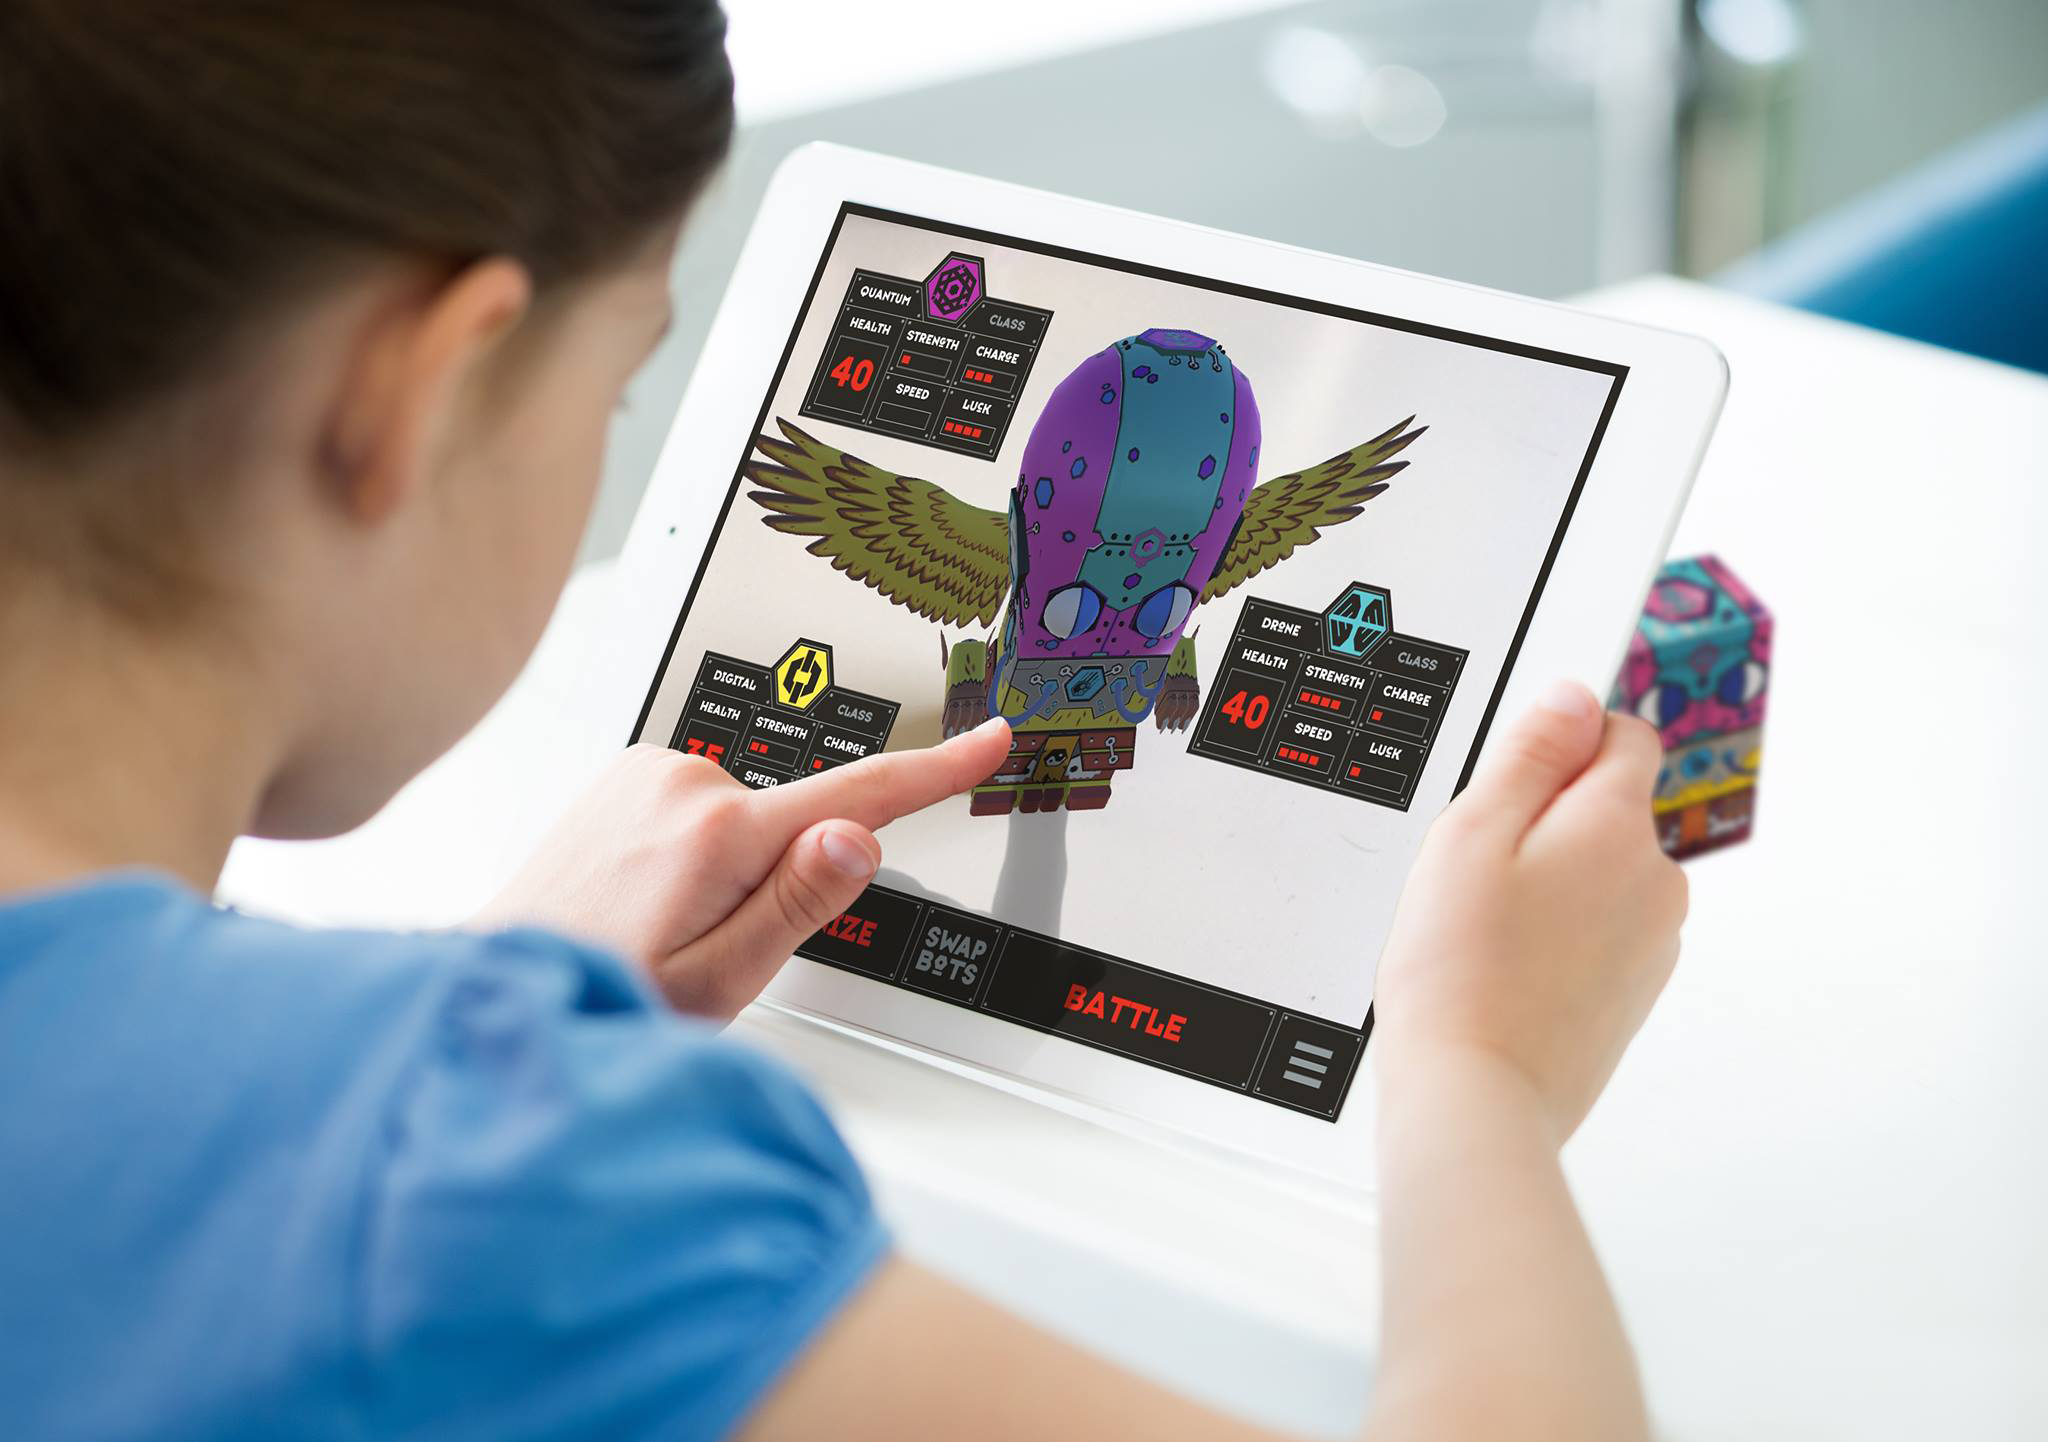 QUANTUM
CLASS
HEALTH
STRENGTH
CHARGE
40
SPEED
LUCK
DRONE
CLASS
HEALTH
STRENGTH
CHARGE
40
SPEED
LUCK
DIGITAL
CLASS
HEALTH
STRENGTH
CHARGE
35
SPEED
SWAP
BOTS
BATTLE